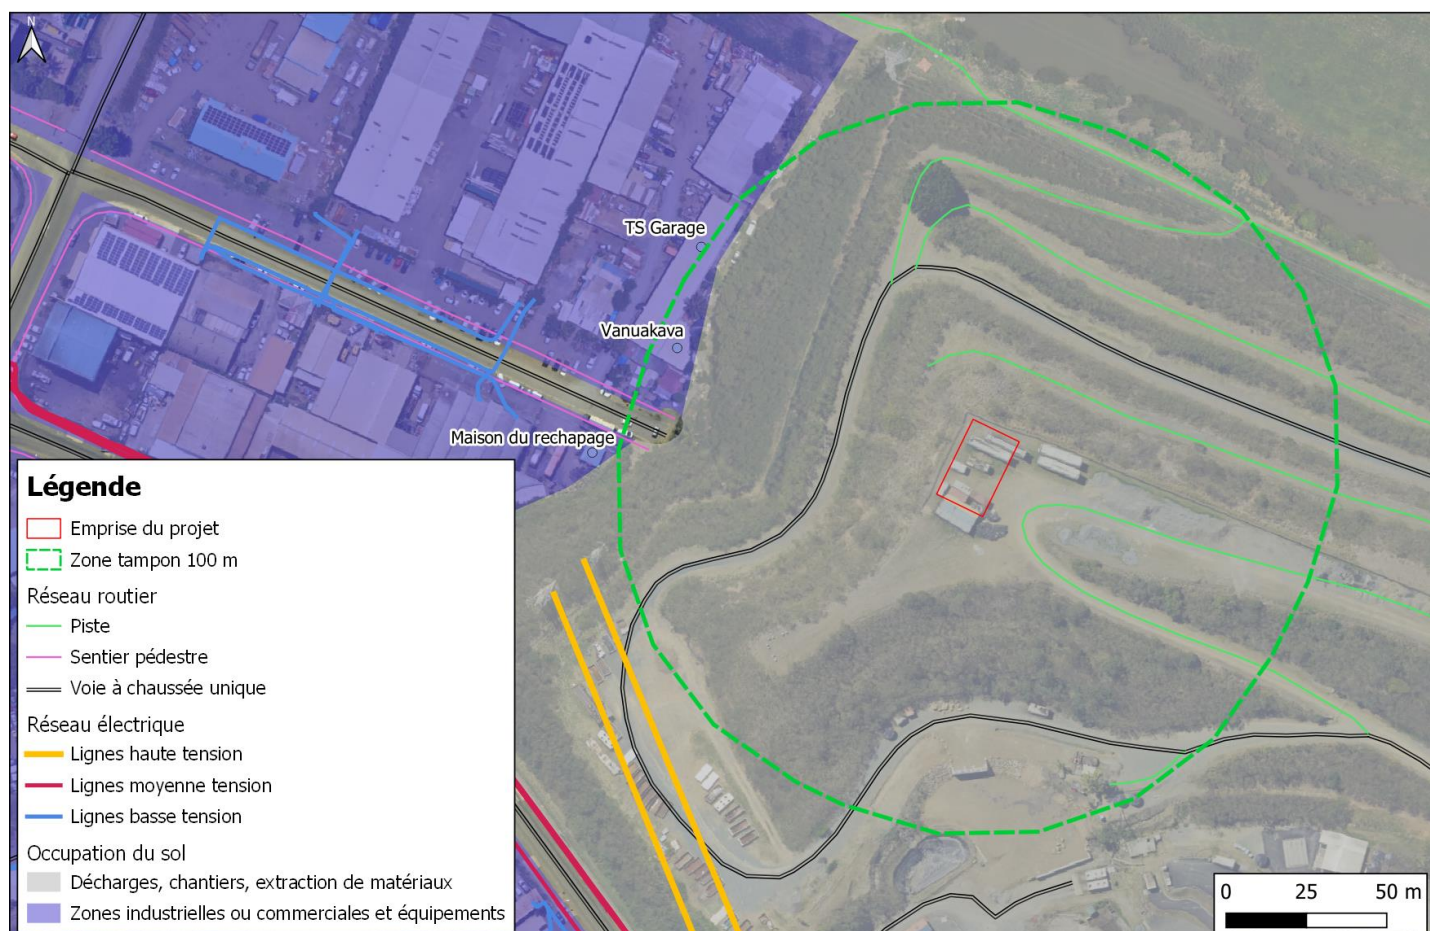 N
TS Garage
Vanuakava
Maison du rechapage
Légende
Emprise du projet
Zone tampon 100 m
Réseau routier
Piste
Sentier pédestre
Voie à chaussée unique
Réseau électrique
Lignes haute tension
Lignes moyenne tension
Lignes basse tension
Occupation du sol
Décharges, chantiers, extraction de matériaux
Zones industrielles ou commerciales et équipements
0 25 50 m